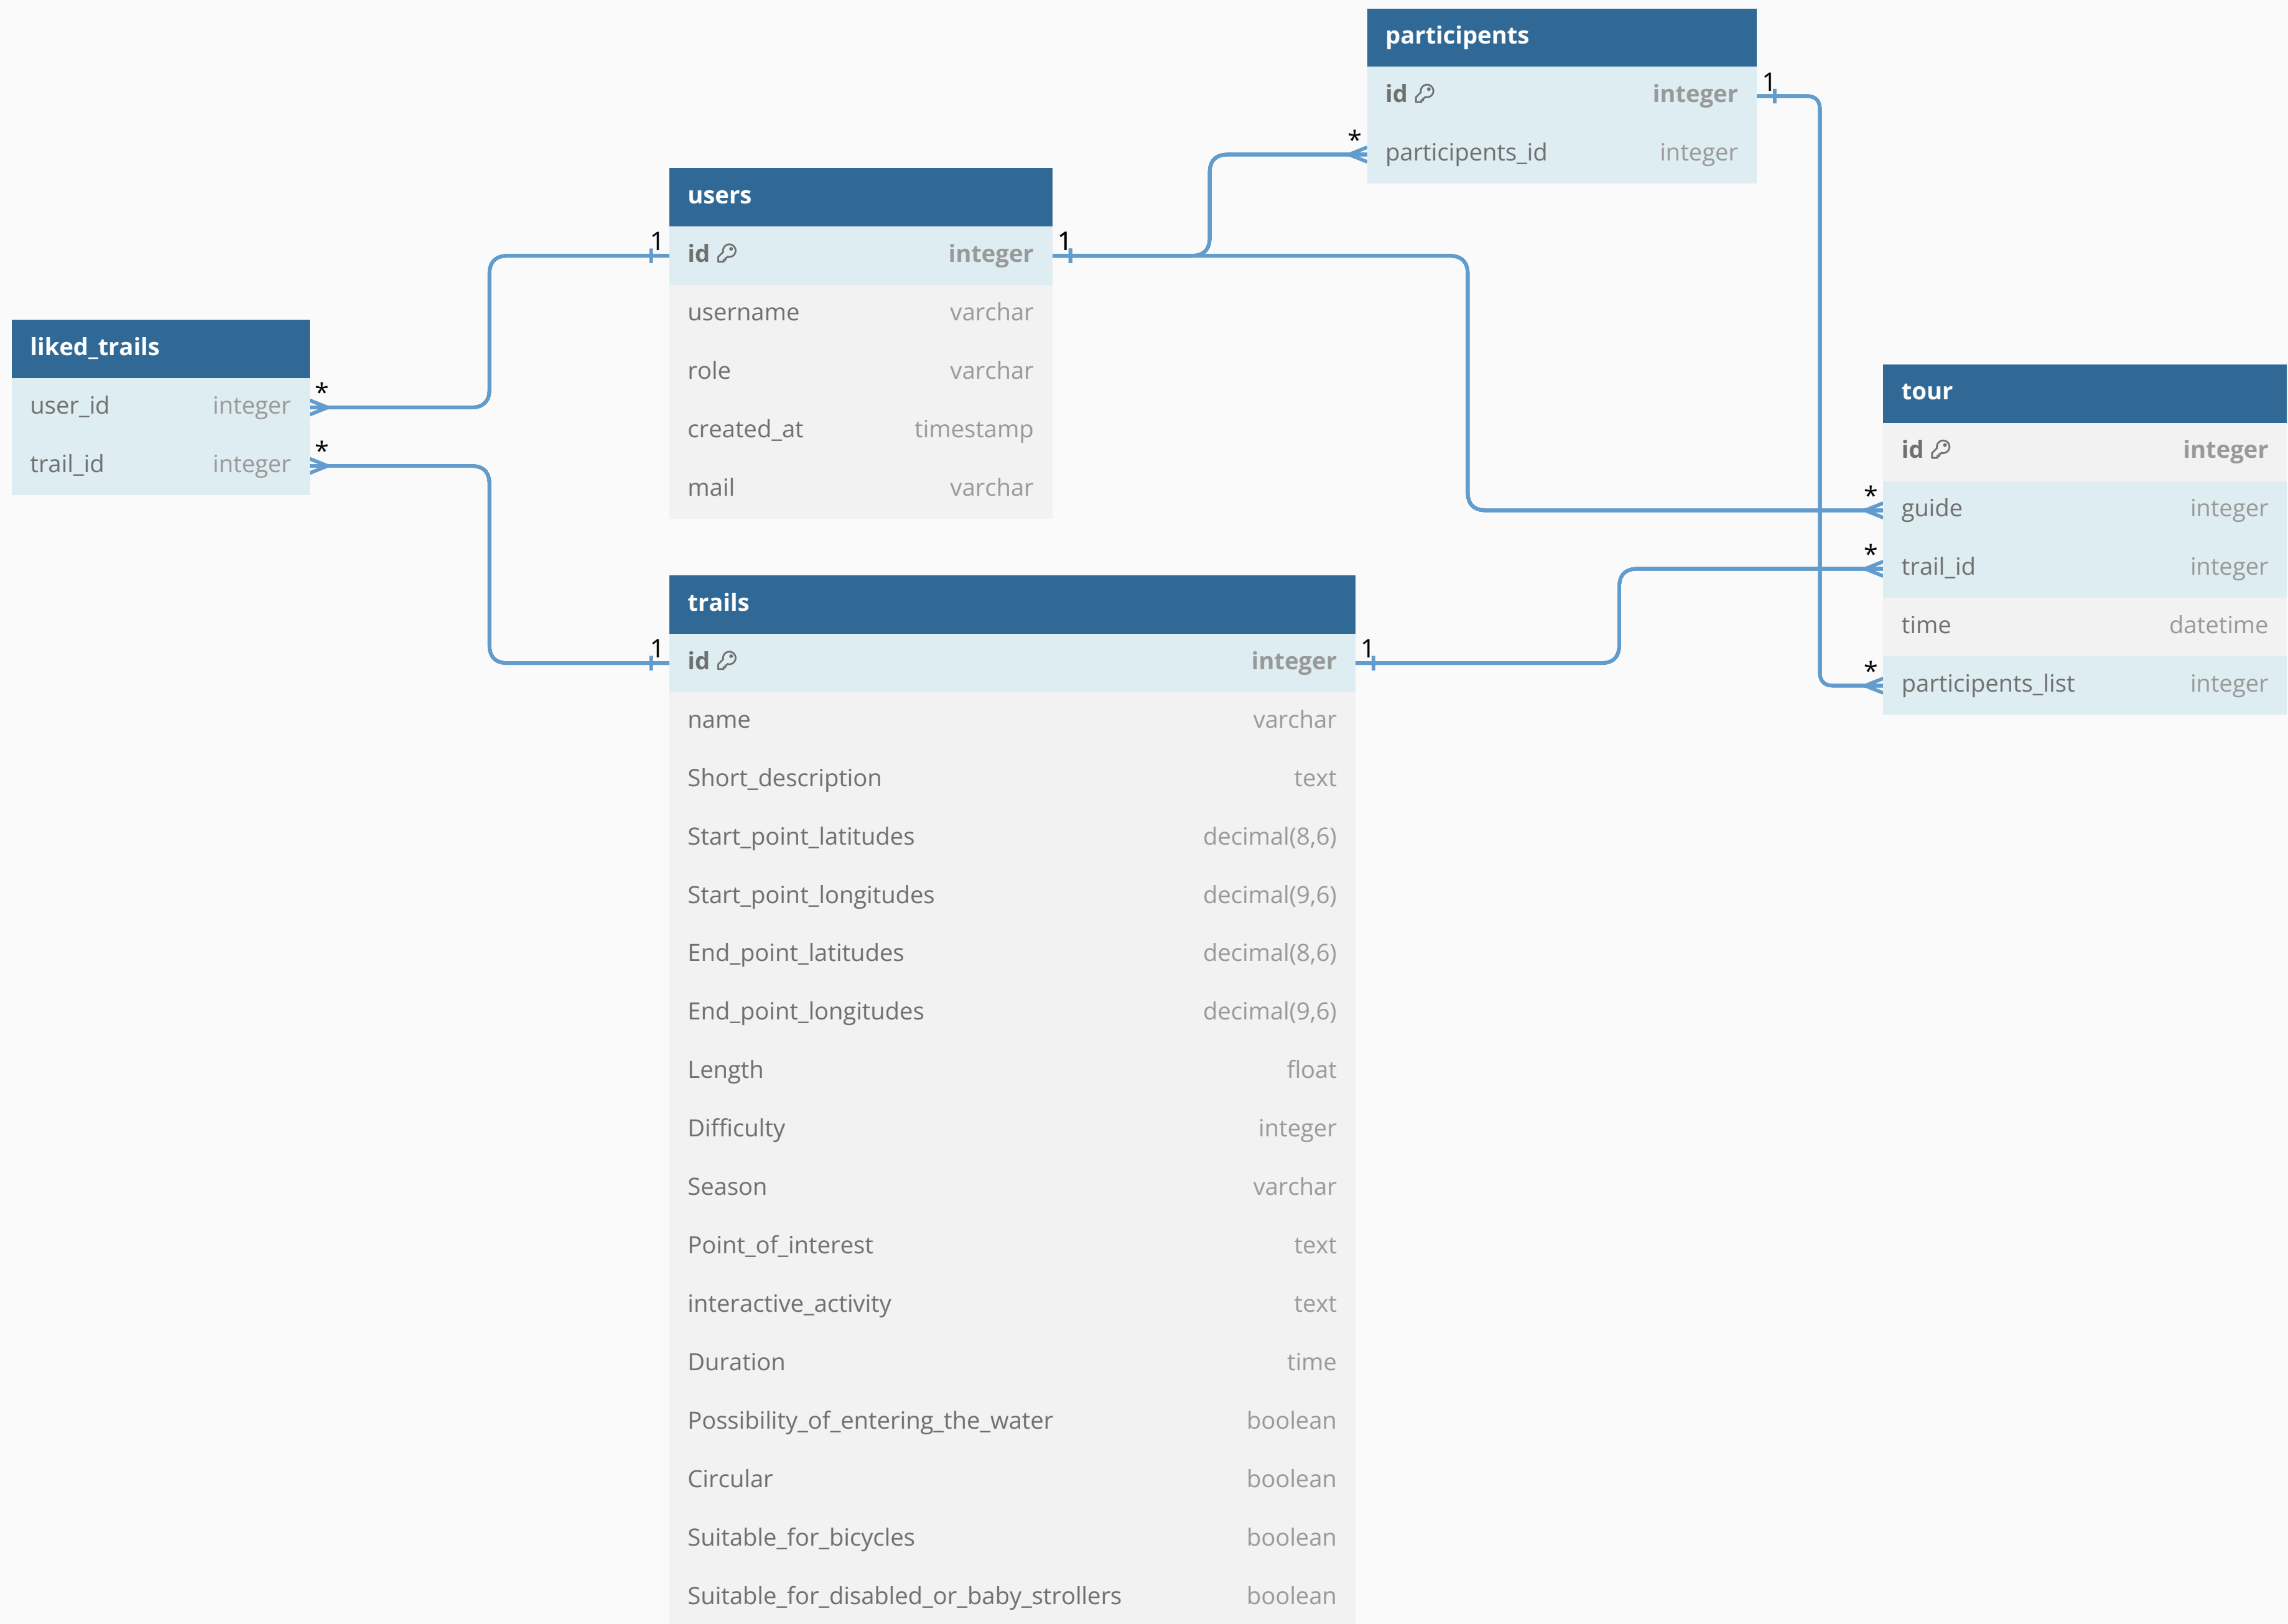 participents
id integer
participents_id integer
users
id integer
username varchar
role varchar
created_at timestamp
mail varchar
liked_trails
user_id integer
trail_id integer
tour
id integer
guide integer
trail_id integer
time datetime
participents_list integer
trails
id integer
name varchar
Short_description text
Start_point_latitudes decimal(8,6)
Start_point_longitudes decimal(9,6)
End_point_latitudes decimal(8,6)
End_point_longitudes decimal(9,6)
Length float
Difficulty integer
Season varchar
Point_of_interest text
interactive_activity text
Duration time
Possibility_of_entering_the_water boolean
Circular boolean
Suitable_for_bicycles boolean
Suitable_for_disabled_or_baby_strollers boolean
1
*
1
1
*
*
*
*
1
1
*